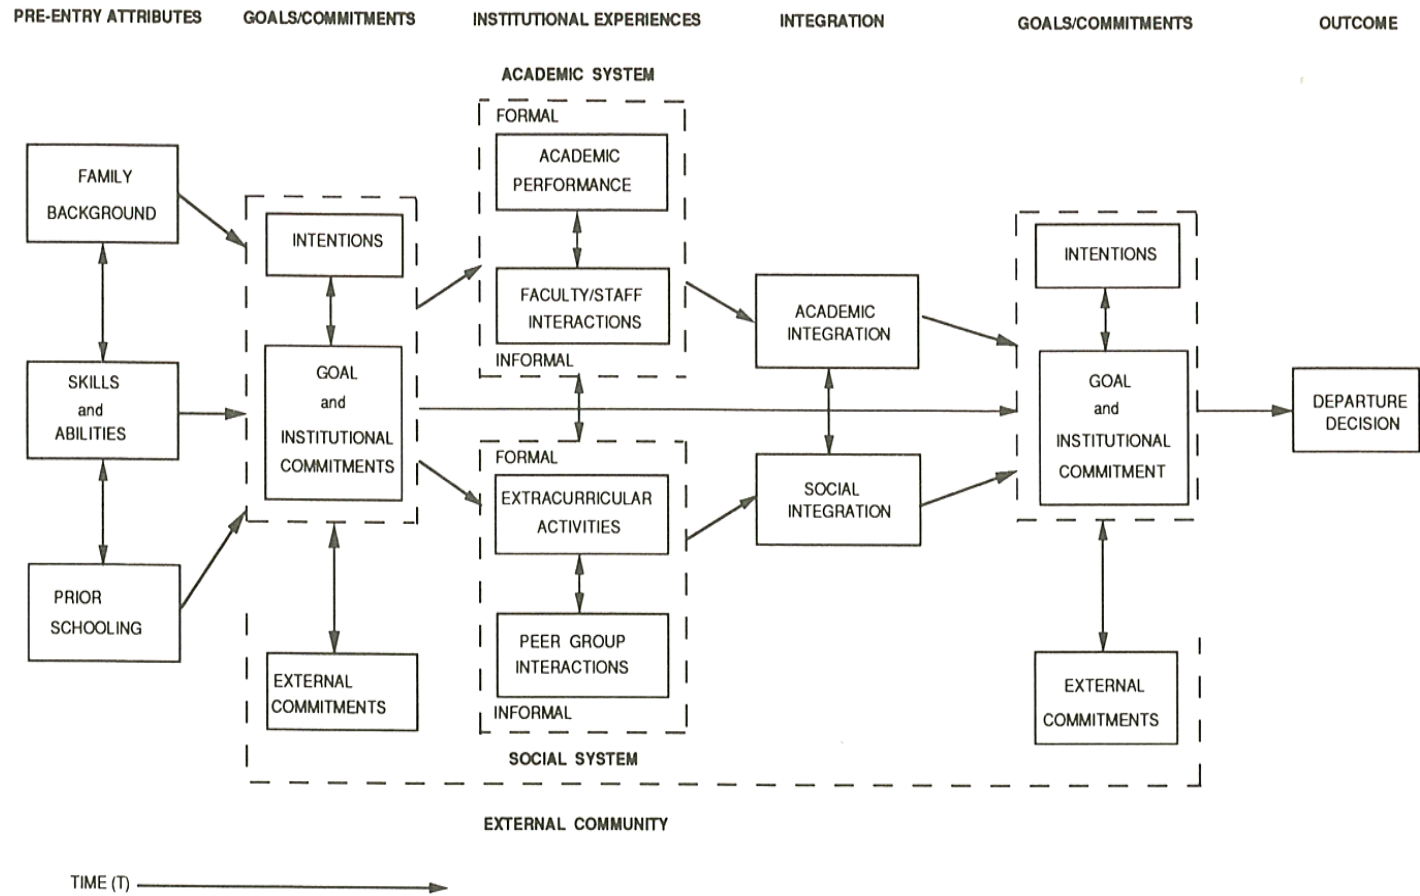 PRE-ENTRY ATTRIBUTES
GOALS/COMMITMENTS
INSTITUTIONAL EXPERIENCES
INTEGRATION
GOALS/COMMITMENTS
OUTCOME
FAMILY
BACKGROUND
SKILLS
and
ABILITIES
PRIOR
SCHOOLING
INTENTIONS
GOAL
and
INSTITUTIONAL
COMMITMENTS
EXTERNAL
COMMITMENTS
ACADEMIC SYSTEM
FORMAL
ACADEMIC
PERFORMANCE
FACULTY/STAFF
INTERACTIONS
INFORMAL
FORMAL
EXTRACURRICULAR
ACTIVITIES
PEER GROUP
INTERACTIONS
INFORMAL
SOCIAL SYSTEM
ACADEMIC
INTEGRATION
SOCIAL
INTEGRATION
INTENTIONS
GOAL
and
INSTITUTIONAL
COMMITMENT
EXTERNAL
COMMITMENTS
DEPARTURE
DECISION
EXTERNAL COMMUNITY
TIME (T)